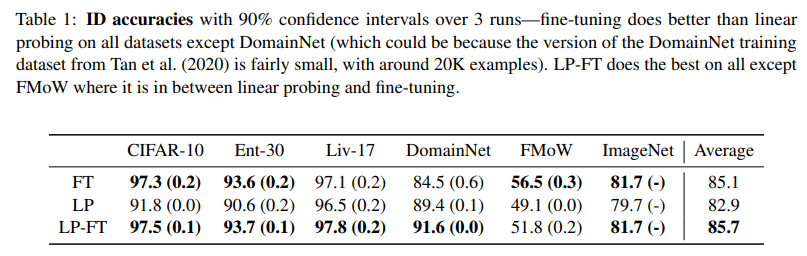 Table 1: ID accuracies with 90% confidence intervals over 3 runs—fine-tuning does better than linear
probing on all datasets except DomainNet (which could be because the version of the DomainNet training
dataset from Tan et al. (2020) is fairly small, with around 20K examples). LP-FT does the best on all except
FMoW where it is in between linear probing and fine-tuning.
CIFAR-10 Ent-30 Liv-17 DomainNet FMoW ImageNet Average
FT 97.3 (0.2) 93.6 (0.2) 97.1 (0.2) 84.5 (0.6) 56.5 (0.3) 81.7 (-) 85.1
LP 91.8 (0.0) 90.6 (0.2) 96.5 (0.2) 89.4 (0.1) 49.1 (0.0) 79.7 (-) 82.9
LP-FT 97.5 (0.1) 93.7 (0.1) 97.8 (0.2) 91.6 (0.0) 51.8 (0.2) 81.7 (-) 85.7